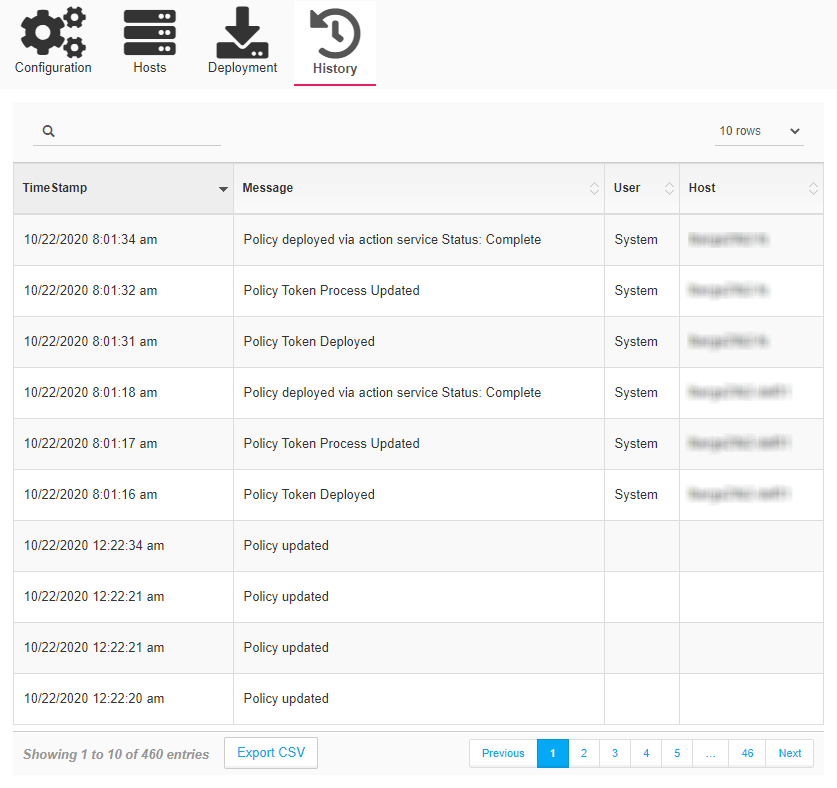 Configuration Hosts Deployment History
10 rows
TimeStamp Message User Host
10/22/2020 8:01:34 am Policy deployed via action service Status: Complete System
10/22/2020 8:01:32 am Policy Token Process Updated System
10/22/2020 8:01:31 am Policy Token Deployed System
10/22/2020 8:01:18 am Policy deployed via action service Status: Complete System
10/22/2020 8:01:17 am Policy Token Process Updated System
10/22/2020 8:01:16 am Policy Token Deployed System
10/22/2020 12:22:34 am Policy updated
10/22/2020 12:22:21 am Policy updated
10/22/2020 12:22:21 am Policy updated
10/22/2020 12:22:20 am Policy updated
Showing 1 to 10 of 460 entries Export CSV Previous 1 2 3 4 5 ... 46 Next